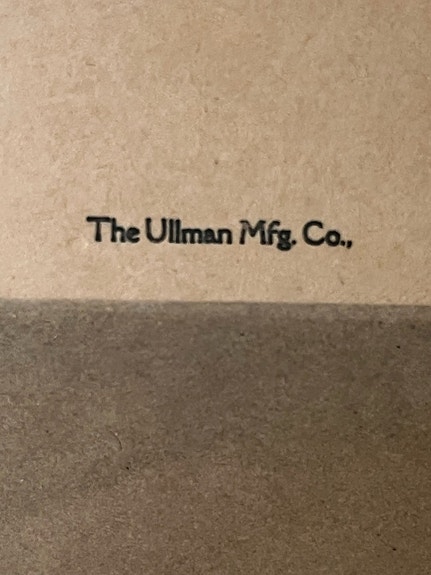 The Ullman Mfg. Co.,